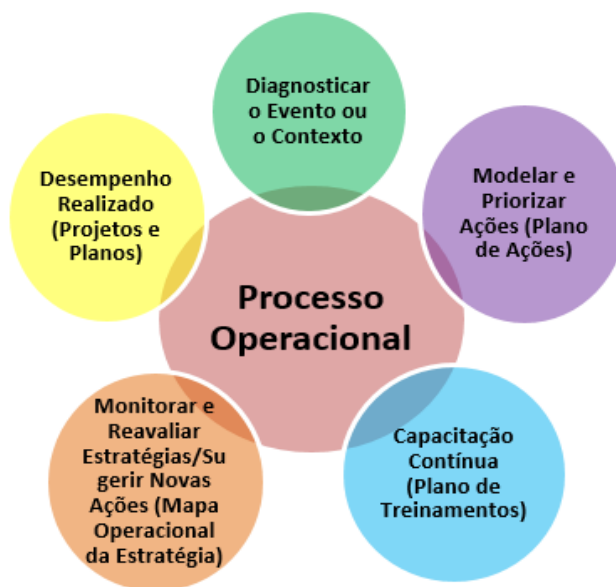 Diagnosticar
o Evento ou
o Contexto
Modelar e
Priorizar
Ações (Plano
de Ações)
Capacitação
Contínua
(Plano de
Treinamentos)
Monitorar e
Reavaliar
Estratégias/Su
gerir Novas
Ações (Mapa
Operacional
da Estratégia)
Desempenho
Realizado
(Projetos e
Planos)
Processo
Operacional